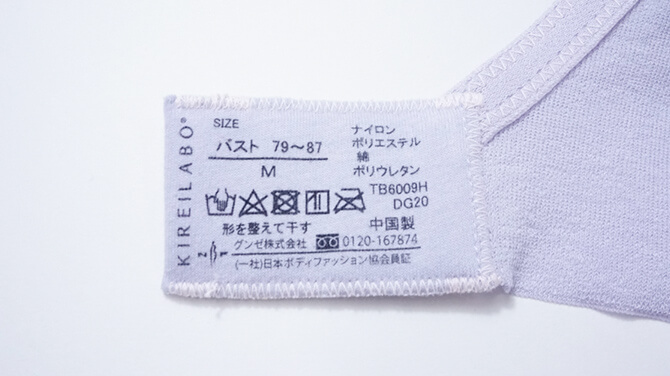 KIREILABO®
SIZE
バスト 79～87
M
ナイロン
ポリエステル
綿
ポリウレタン
TB6009H
DG20
形を整えて干す
中国製
グンゼ株式会社 0120-167874
(一社)日本ボディファッション協会会員証